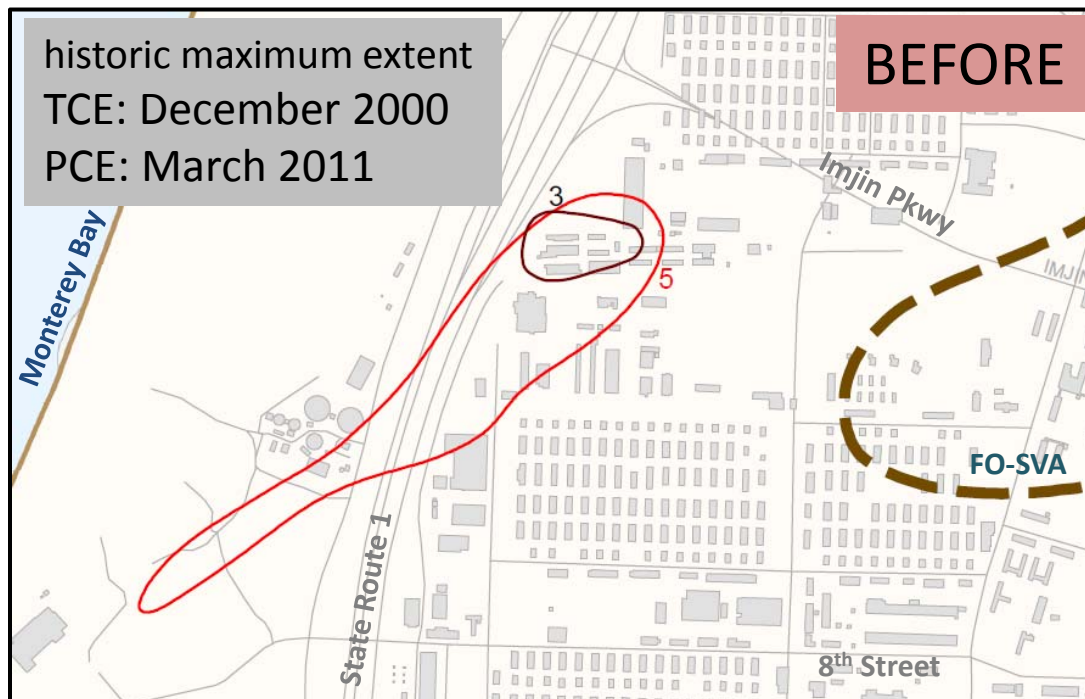 historic maximum extent
TCE: December 2000
PCE: March 2011
BEFORE
Imjin Pkwy
3
Monterey Bay
5
IMJIN
FO-SVA
State Route 1
8th Street